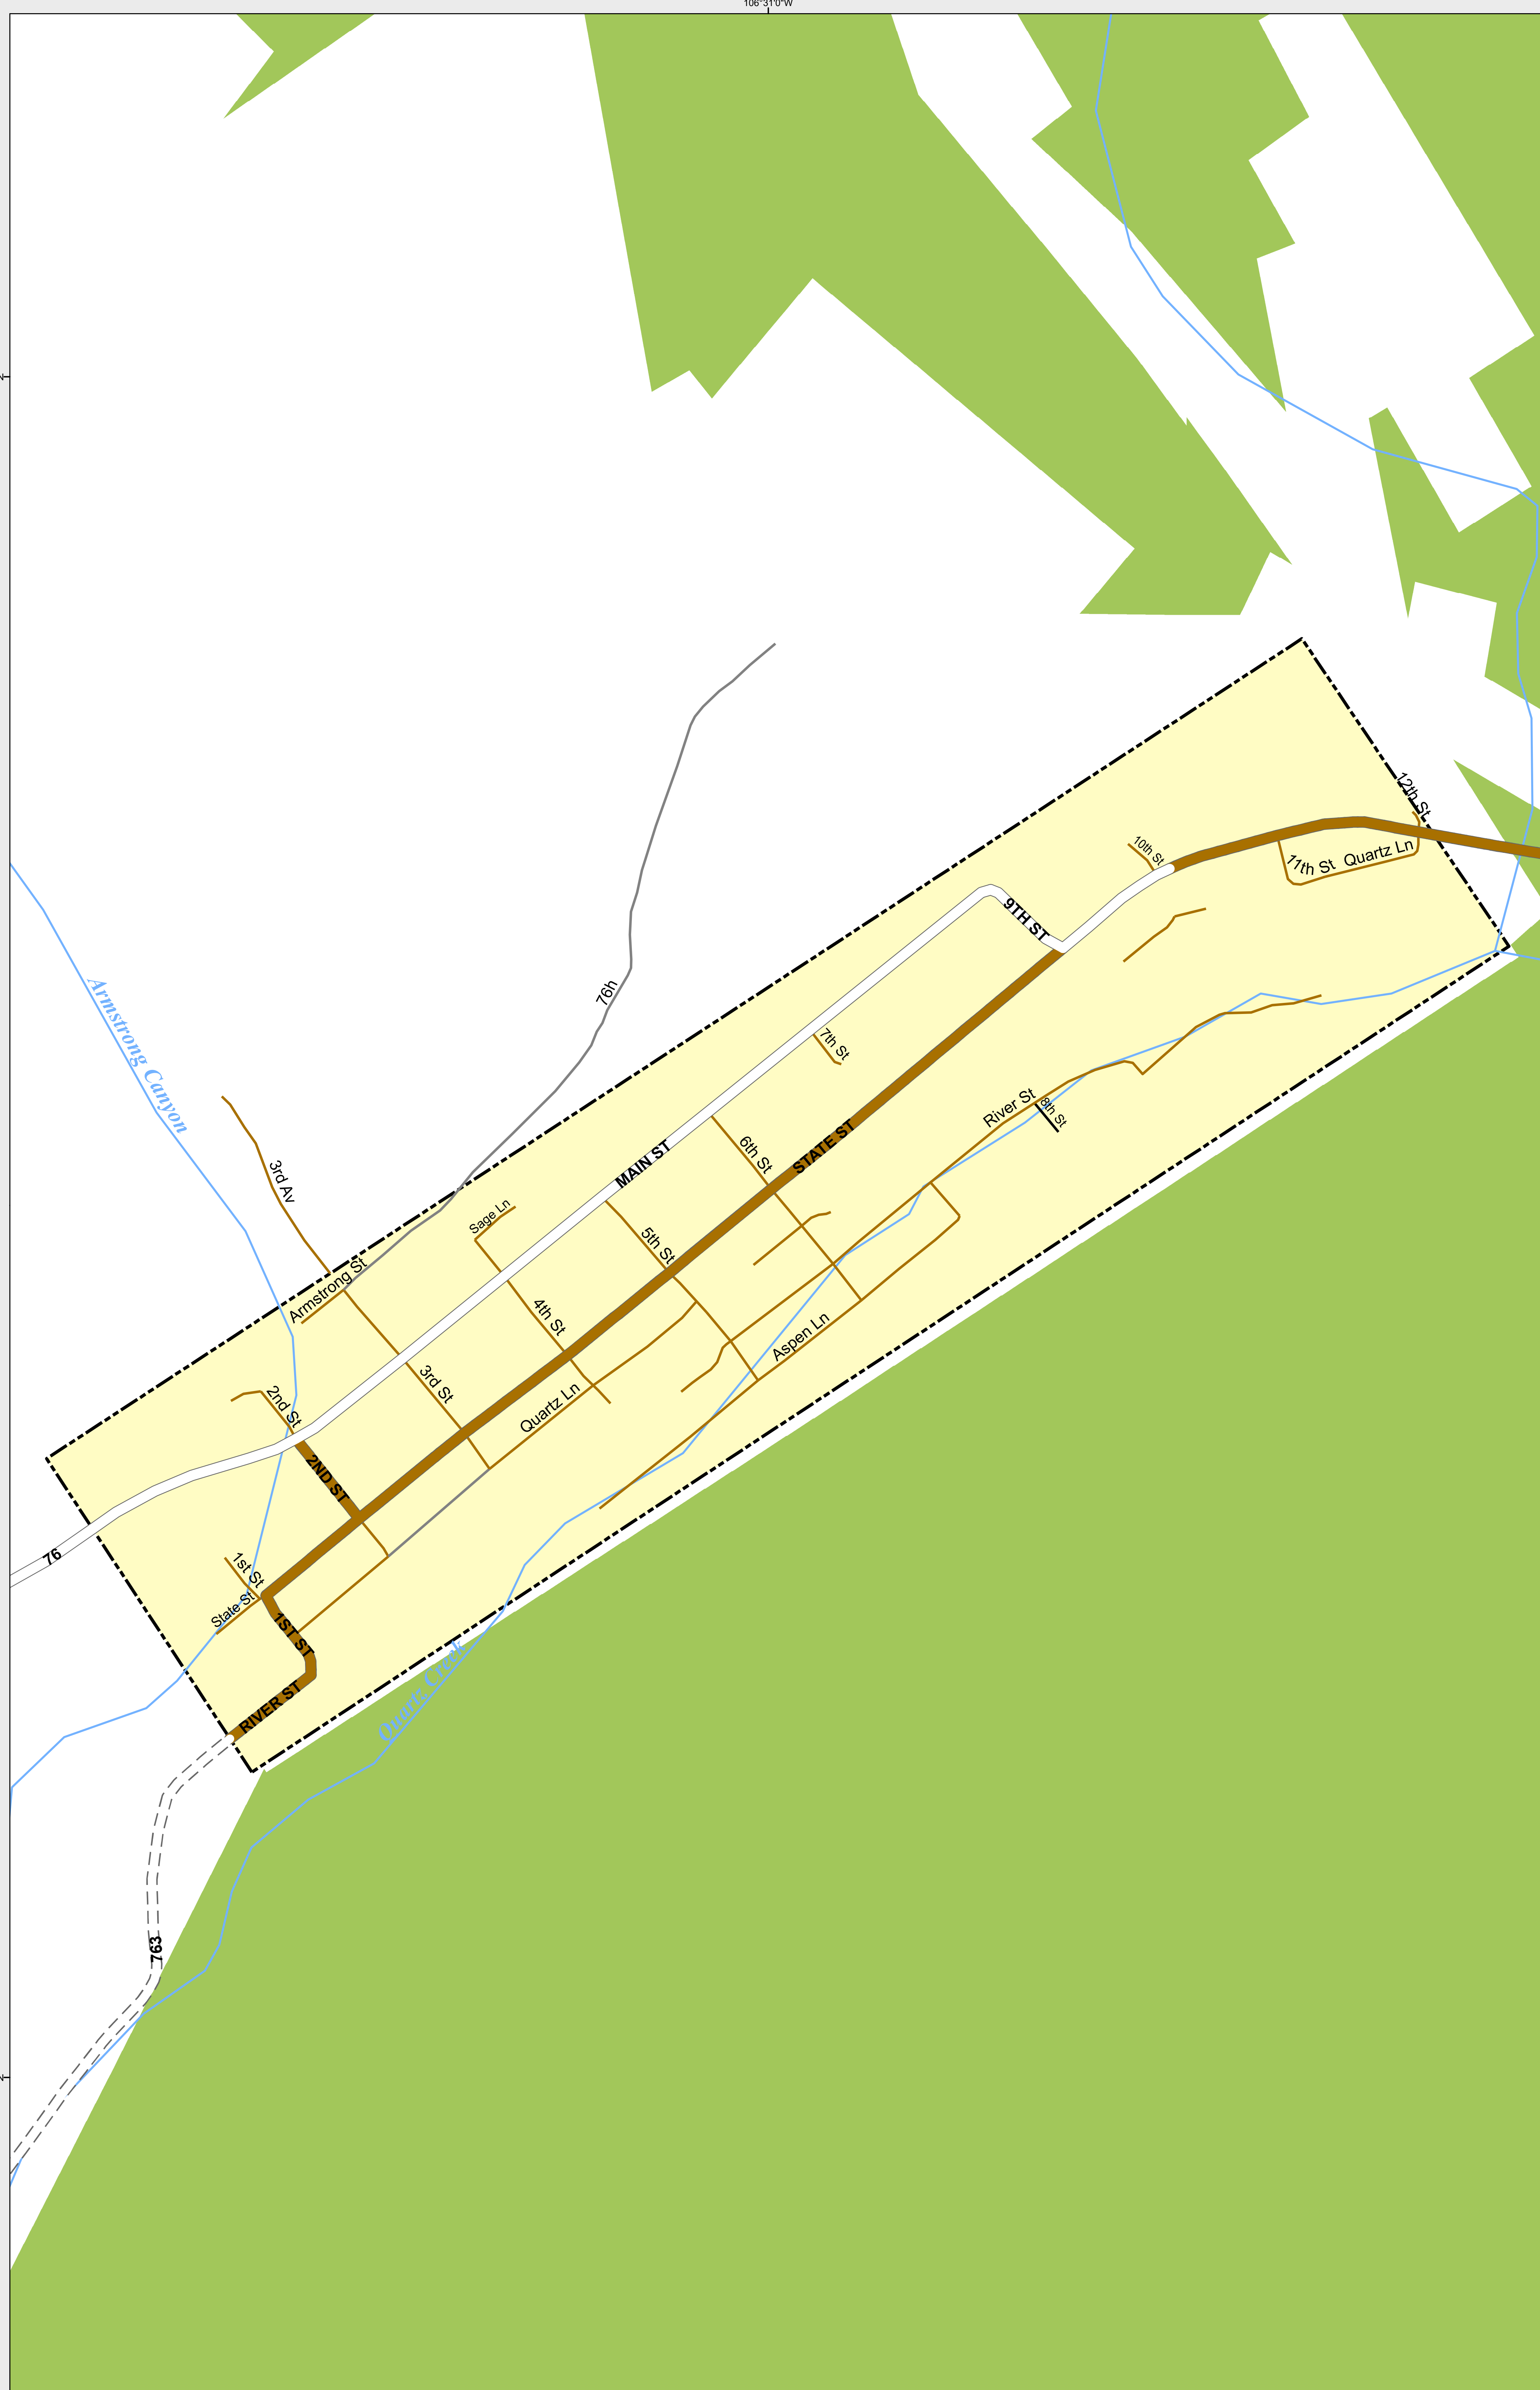 106°31'0"W
12th St
10th St
11th St
Quartz Ln
9TH ST
Armstrong Canyon
76h
7th St
River St
8th St
MAIN ST
STATE ST
6th St
3rd Av
Sage Ln
5th St
Armstrong St
4th St
Aspen Ln
3rd St
Quartz Ln
2nd St
2ND ST
76
1st St
State St
1ST ST
RIVER ST
Quartz Creek
763